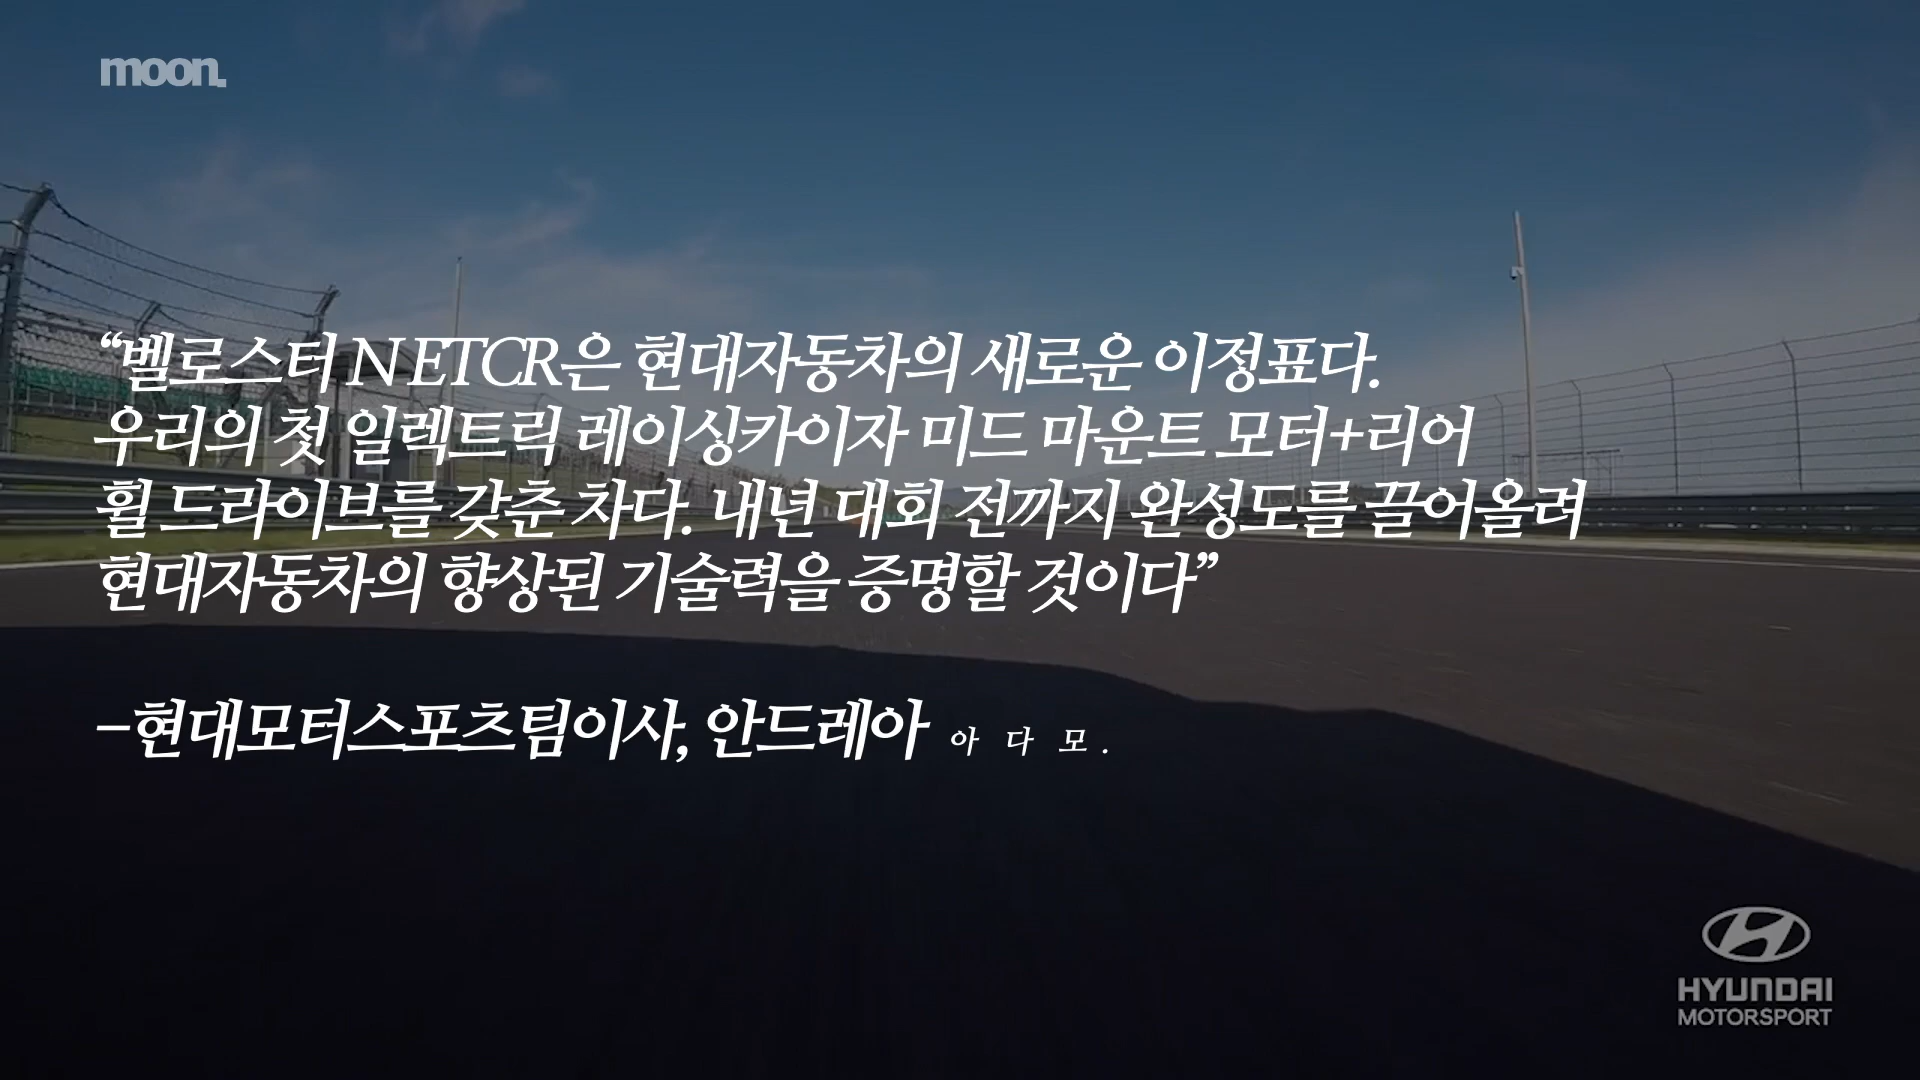 moon.
“벨로스터 N ETCR은 현대자동차의 새로운 이정표다.
우리의 첫 일렉트릭 레이싱카이자 미드 마운트 모터+리어
휠 드라이브를 갖춘 차다. 내년 대회 전까지 완성도를 끌어올려
현대자동차의 향상된 기술력을 증명할 것이다”
–현대모터스포츠팀이사, 안드레아 아 다 모 .
HYUNDAI
MOTORSPORT